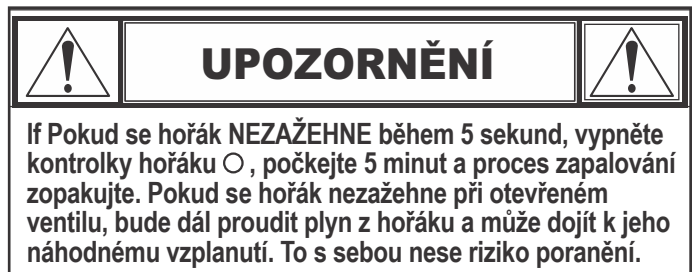 UPOZORNĚNÍ
If Pokud se hořák NEZAŽEHNE během 5 sekund, vypněte
kontrolky hořáku ○ , počkejte 5 minut a proces zapalování
zopakujte. Pokud se hořák nezažehne při otevřeném
ventilu, bude dál proudit plyn z hořáku a může dojít k jeho
náhodnému vzplanutí. To s sebou nese riziko poranění.